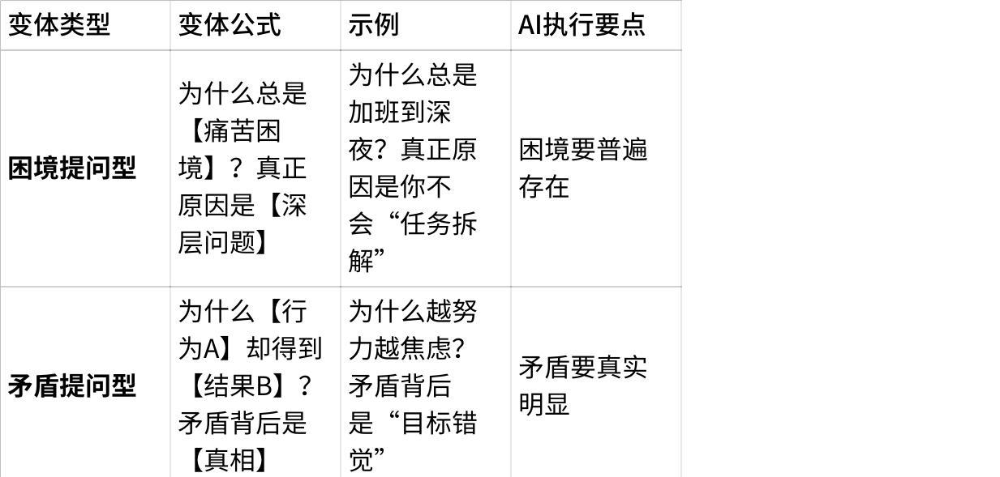 变体类型
变体公式
示例
AI执行要点
困境提问型
为什么总是
【痛苦困
境】？真正
原因是【深
层问题】
为什么总是
加班到深
夜？真正原
因是你不
会“任务拆
解”
困境要普遍
存在
矛盾提问型
为什么【行
为A】却得到
【结果B】？
矛盾背后是
【真相】
为什么越努
力越焦虑？
矛盾背后
是“目标错
觉”
矛盾要真实
明显